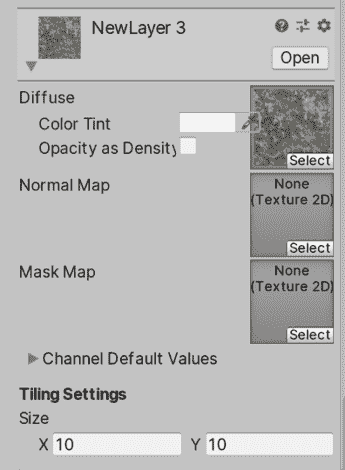 NewLayer 3
Open
Diffuse
Color Tint
Opacity as Density
Select
Normal Map
None
(Texture 2D)
Select
Mask Map
None
(Texture 2D)
Select
Channel Default Values
Tiling Settings
Size
X 10 Y 10